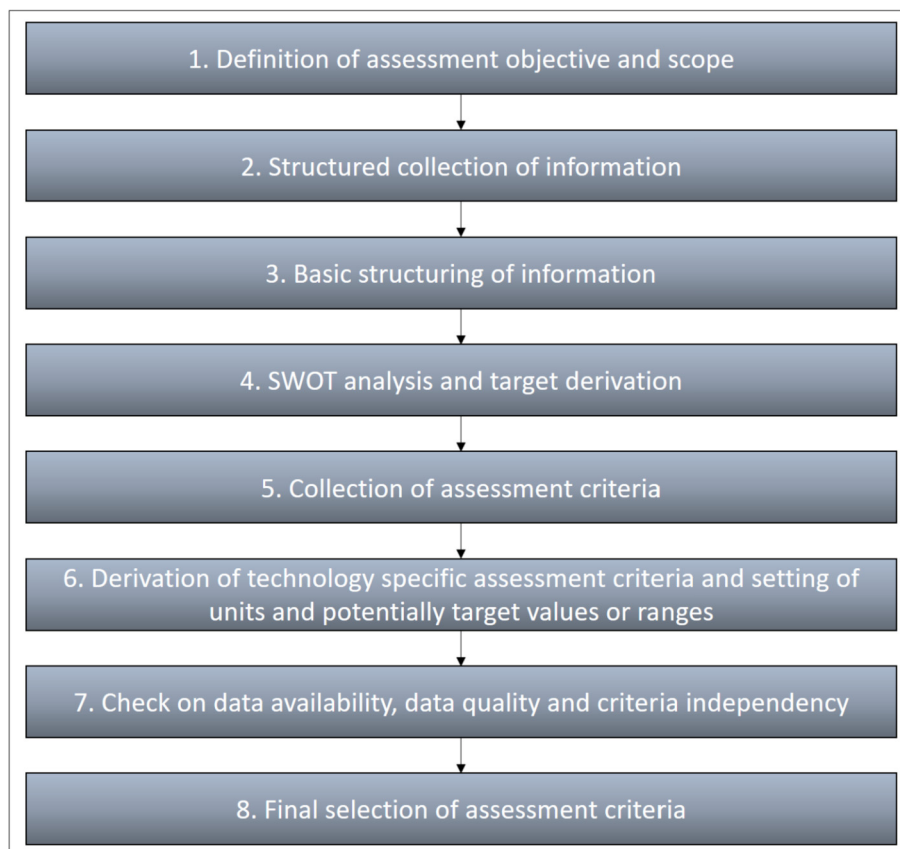 1. Definition of assessment objective and scope
2. Structured collection of information
3. Basic structuring of information
4. SWOT analysis and target derivation
5. Collection of assessment criteria
6. Derivation of technology specific assessment criteria and setting of
units and potentially target values or ranges
7. Check on data availability, data quality and criteria independency
8. Final selection of assessment criteria